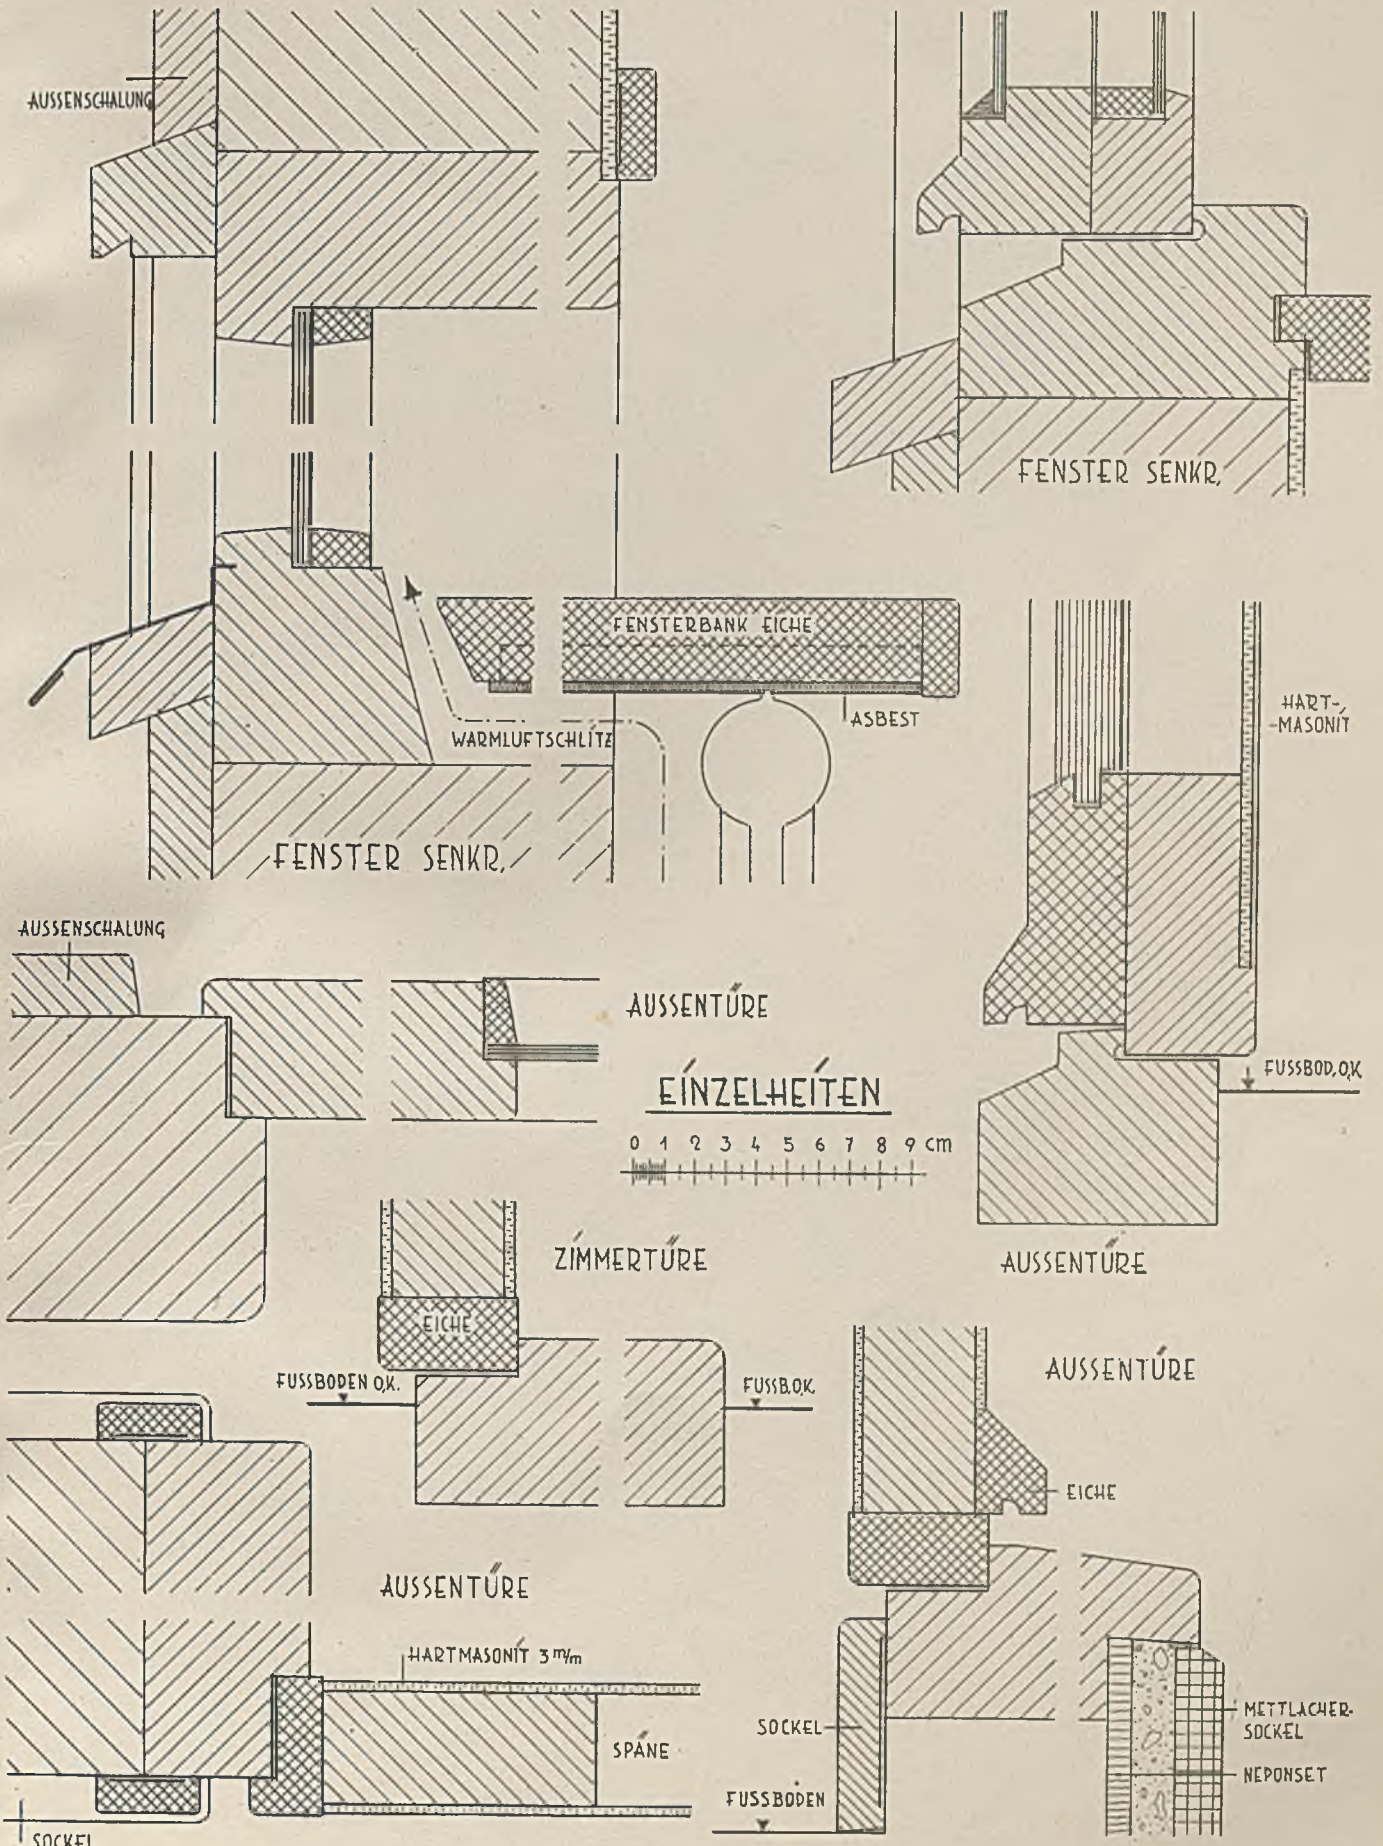 AUSSENSCHALUNG
FENSTER SENKR.
FENSTERBANK EICHE
ASBEST
WARMLUFTSCHLITZ
FENSTER SENKR.
HART-
-MASONIT
AUSSENSCHALUNG
AUSSENTÜRE
EINZELHEITEN
0 1 2 3 4 5 6 7 8 9 cm
FUSSBOD.O.K.
AUSSENTÜRE
ZIMMERTÜRE
EICHE
FUSSBODEN O.K.
FUSSB.O.K.
AUSSENTÜRE
EICHE
AUSSENTÜRE
HARTMASONIT 3 m/m
SPÄNE
SOCKEL
FUSSBODEN
METTLACHER-
SOCKEL
NEPONSET
SOCKEL